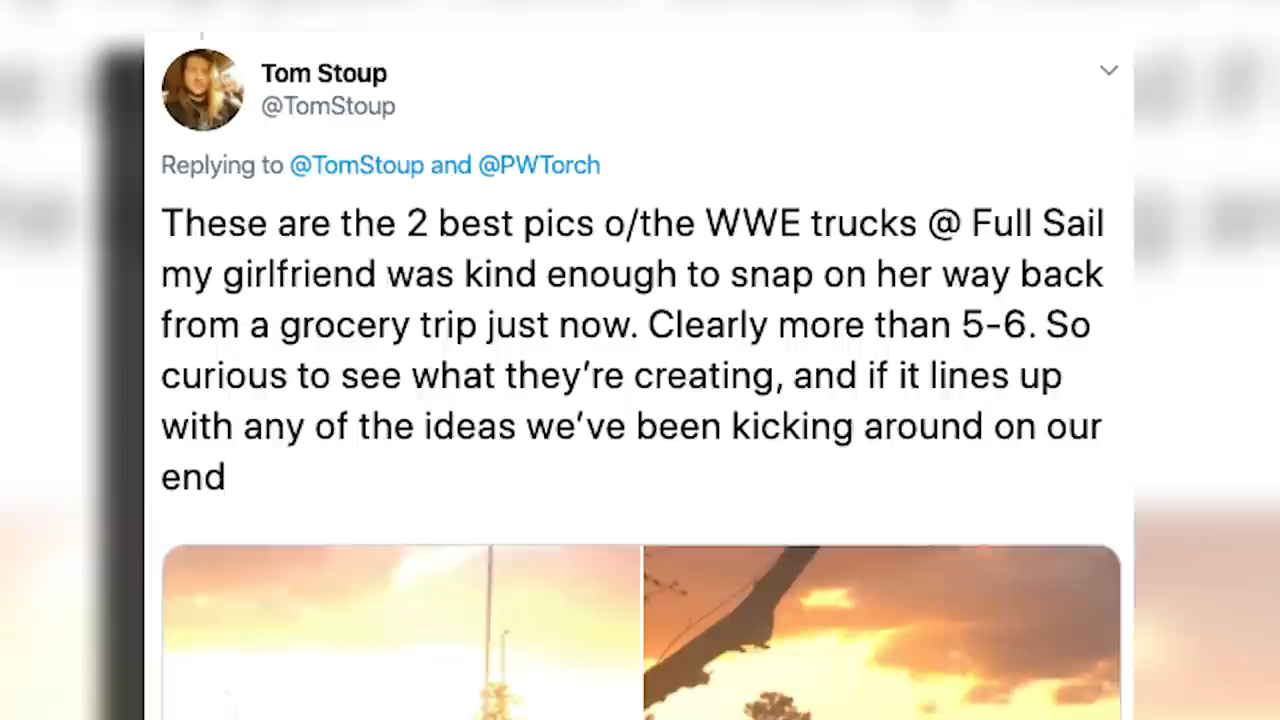 Tom Stoup
@TomStoup
Replying to @TomStoup and @PWTorch
These are the 2 best pics o/the WWE trucks @ Full Sail
my girlfriend was kind enough to snap on her way back
from a grocery trip just now. Clearly more than 5-6. So
curious to see what they’re creating, and if it lines up
with any of the ideas we’ve been kicking around on our
end